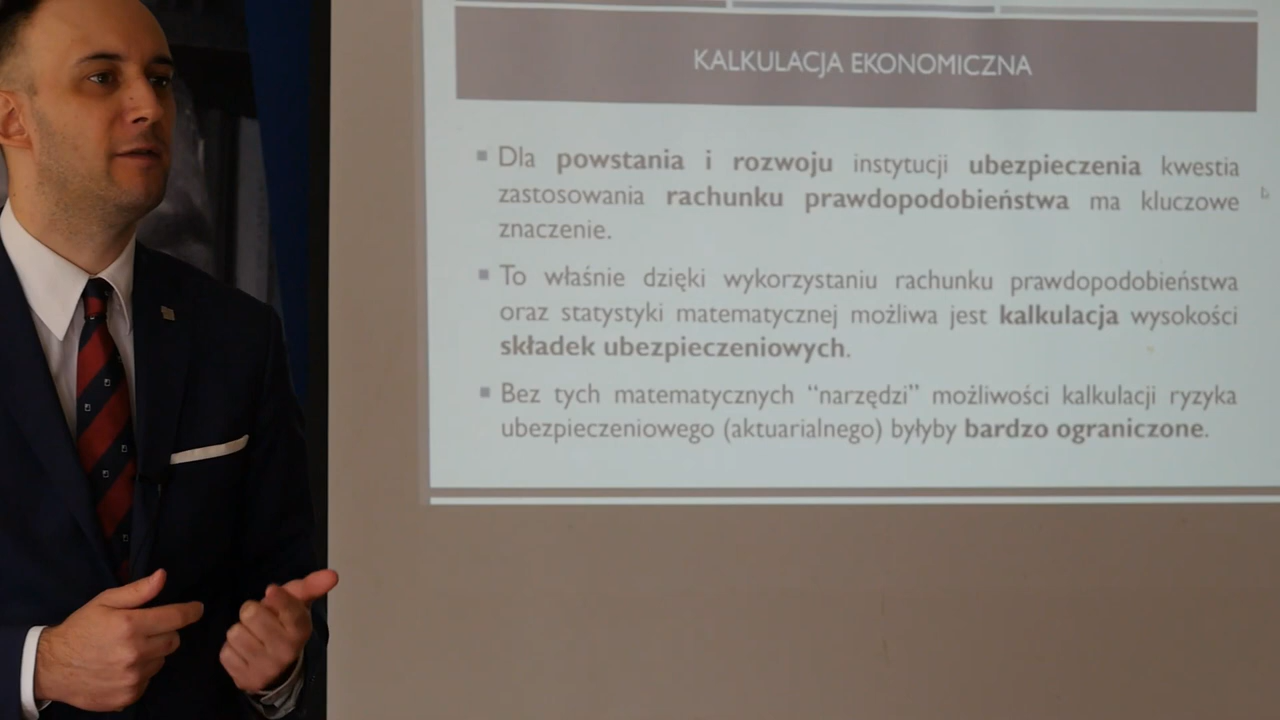 KALKULACJA EKONOMICZNA
▪ Dla powstania i rozwoju instytucji ubezpieczenia kwestia
zastosowania rachunku prawdopodobieństwa ma kluczowe
znaczenie.
▪ To właśnie dzięki wykorzystaniu rachunku prawdopodobieństwa
oraz statystyki matematycznej możliwa jest kalkulacja wysokości
składek ubezpieczeniowych.
▪ Bez tych matematycznych “narzędzi” możliwości kalkulacji ryzyka
ubezpieczeniowego (aktuarialnego) byłyby bardzo ograniczone.